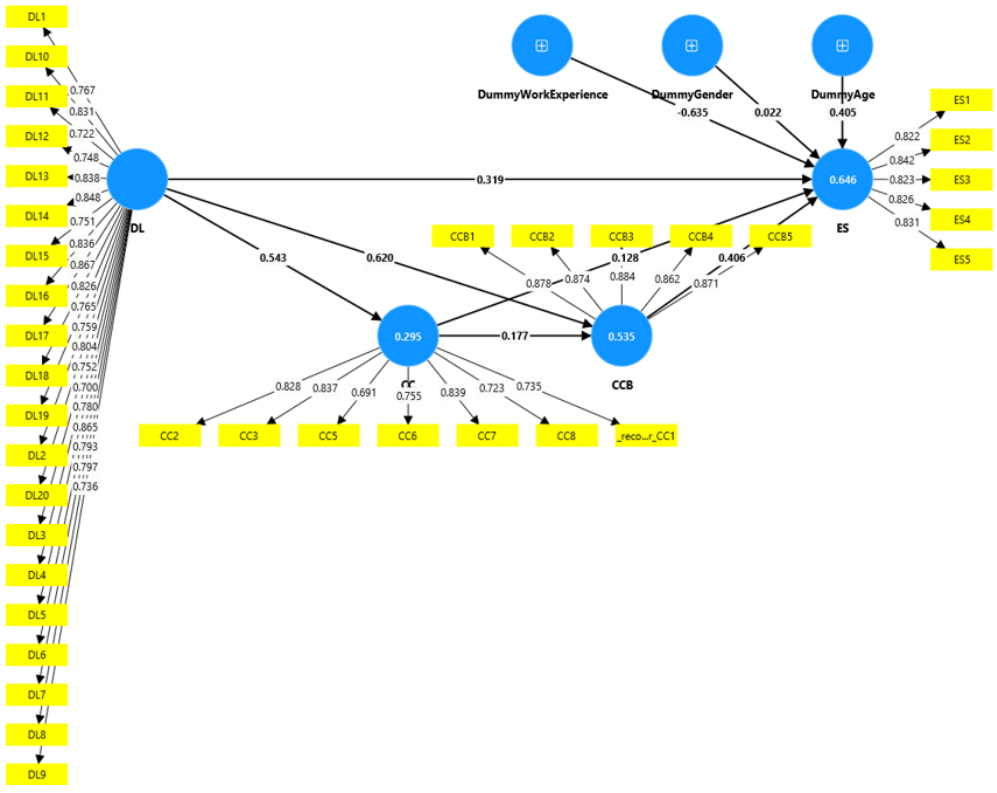 DL1
DL10
DL11
DL12
DL13
DL14
DL15
DL16
DL17
DL18
DL19
DL2
DL20
DL3
DL4
DL5
DL6
DL7
DL8
DL9
0.767
0.831
0.722
0.748
0.838
0.848
0.751
0.836
0.867
0.826
0.765
0.759
0.804
0.752
0.700
0.780
0.865
0.793
0.797
0.736
DL
DummyWorkExperience
DummyGender
DummyAge
-0.635
0.022
0.405
0.319
0.646
ES
0.822
0.842
0.823
0.826
0.831
ES1
ES2
ES3
ES4
ES5
0.543
0.620
CCB1
CCB2
CCB3
CCB4
CCB5
0.128
0.406
0.878
0.874
0.884
0.862
0.871
0.295
0.177
0.535
CC
CCB
0.828
0.837
0.691
0.755
0.839
0.723
0.735
CC2
CC3
CC5
CC6
CC7
CC8
_reco...r_CC1